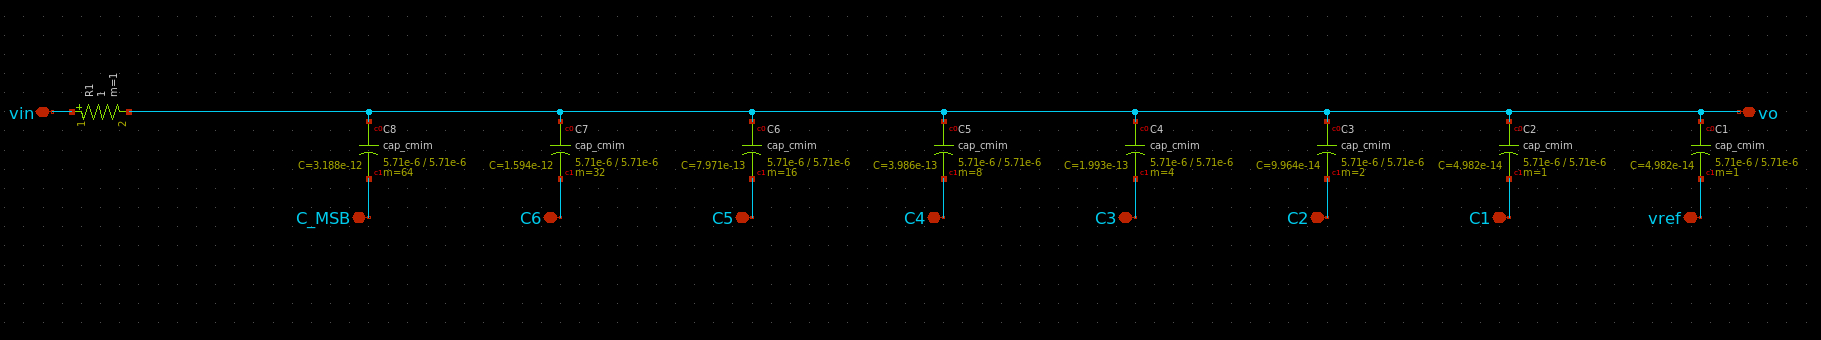 vin
R1
1
m=1
+
1
2
c0 C8
cap_cmim
C=3.188e-12
5.71e-6 / 5.71e-6
c1 m=64
C_MSB
c0 C7
cap_cmim
C=1.594e-12
5.71e-6 / 5.71e-6
c1 m=32
C6
c0 C6
cap_cmim
C=7.971e-13
5.71e-6 / 5.71e-6
c1 m=16
C5
c0 C5
cap_cmim
C=3.986e-13
5.71e-6 / 5.71e-6
c1 m=8
C4
c0 C4
cap_cmim
C=1.993e-13
5.71e-6 / 5.71e-6
c1 m=4
C3
c0 C3
cap_cmim
C=9.964e-14
5.71e-6 / 5.71e-6
c1 m=2
C2
c0 C2
cap_cmim
C=4.982e-14
5.71e-6 / 5.71e-6
c1 m=1
C1
c0 C1
cap_cmim
C=4.982e-14
5.71e-6 / 5.71e-6
c1 m=1
vref
vo